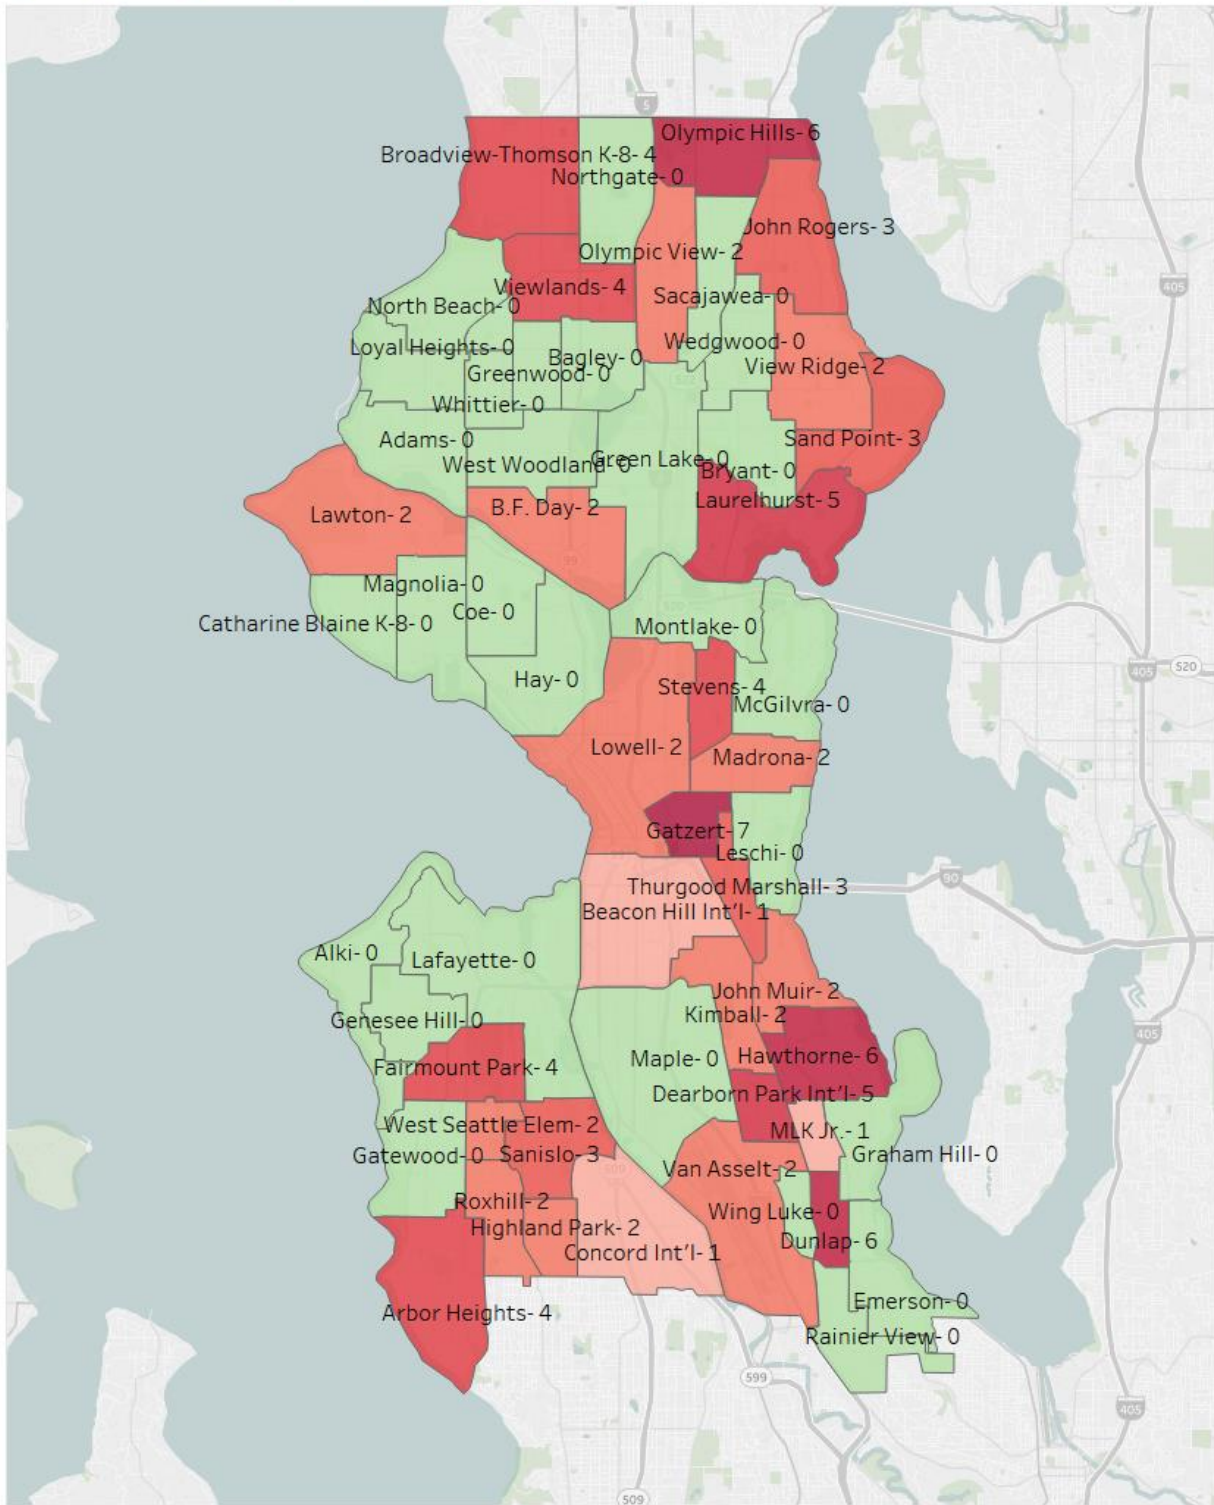 5
Olympic Hills- 6
Broadview-Thomson K-8- 4
Northgate- 0
John Rogers- 3
Olympic View- 2
405
Viewlands- 4
Sacajawea- 0
North Beach- 0
Wedgwood- 0
Loyal Heights- 0
Bagley- 0
View Ridge- 2
Greenwood- 0
522
Whittier- 0
Adams- 0
Sand Point- 3
Green Lake- 0
West Woodland- 0
Bryant- 0
Laurelhurst- 5
B.F. Day- 2
Lawton- 2
99
Magnolia- 0
Coe- 0
Catharine Blaine K-8- 0
Montlake- 0
520
405
Hay- 0
Stevens- 4
McGilvra- 0
Lowell- 2
Madrona- 2
Gatzert- 7
Leschi- 0
90
Thurgood Marshall- 3
Beacon Hill Int'l- 1
Alki- 0
Lafayette- 0
John Muir- 2
Kimball- 2
Genesee Hill- 0
405
Hawthorne- 6
Maple- 0
Fairmount Park- 4
Dearborn Park Int'l- 5
West Seattle Elem- 2
MLK Jr.- 1
Gatewood- 0
Sanislo- 3
Graham Hill- 0
509
Van Asselt- 2
Roxhill- 2
Wing Luke- 0
Highland Park- 2
Dunlap- 6
Concord Int'l- 1
Emerson- 0
Arbor Heights- 4
Rainier View- 0
599
405
509